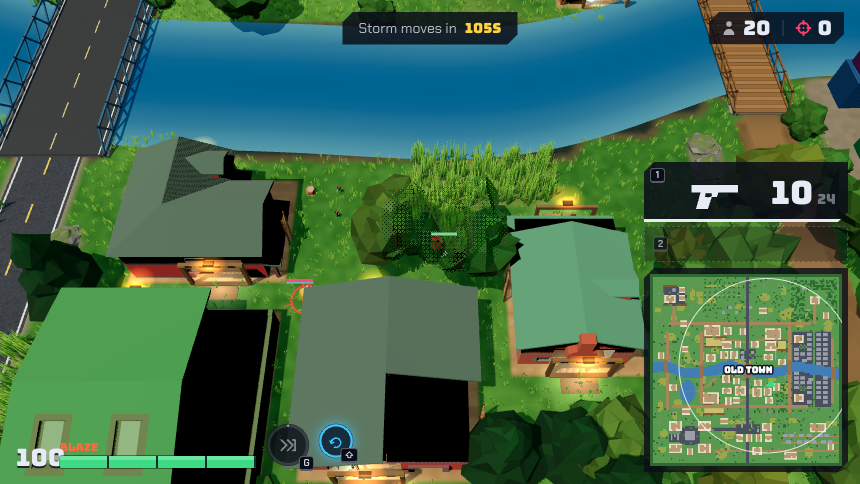 Storm moves in 105S
20 0
1
10 24
2
OLD TOWN
BLAZE
100
G